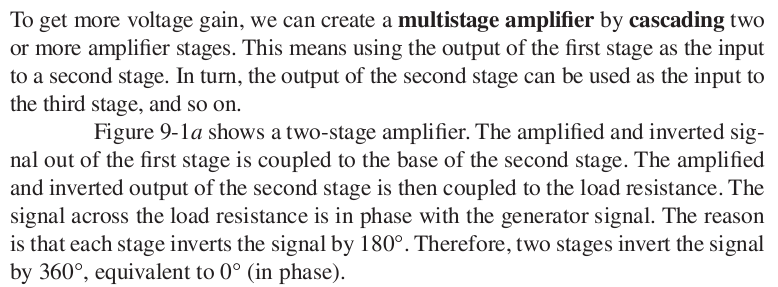 To get more voltage gain, we can create a multistage amplifier by cascading two
or more amplifier stages. This means using the output of the first stage as the input
to a second stage. In turn, the output of the second stage can be used as the input to
the third stage, and so on.
Figure 9-1a shows a two-stage amplifier. The amplified and inverted sig-
nal out of the first stage is coupled to the base of the second stage. The amplified
and inverted output of the second stage is then coupled to the load resistance. The
signal across the load resistance is in phase with the generator signal. The reason
is that each stage inverts the signal by 180°. Therefore, two stages invert the signal
by 360°, equivalent to 0° (in phase).